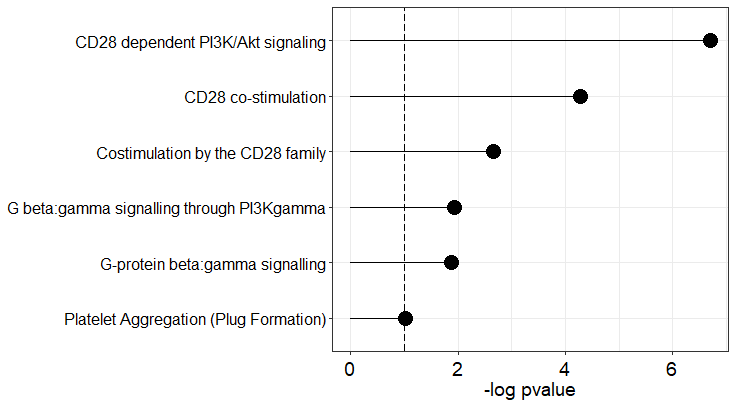 CD28 dependent PI3K/Akt signaling
CD28 co-stimulation
Costimulation by the CD28 family
G beta:gamma signalling through PI3Kgamma
G-protein beta:gamma signalling
Platelet Aggregation (Plug Formation)
0 2 4 6
-log pvalue